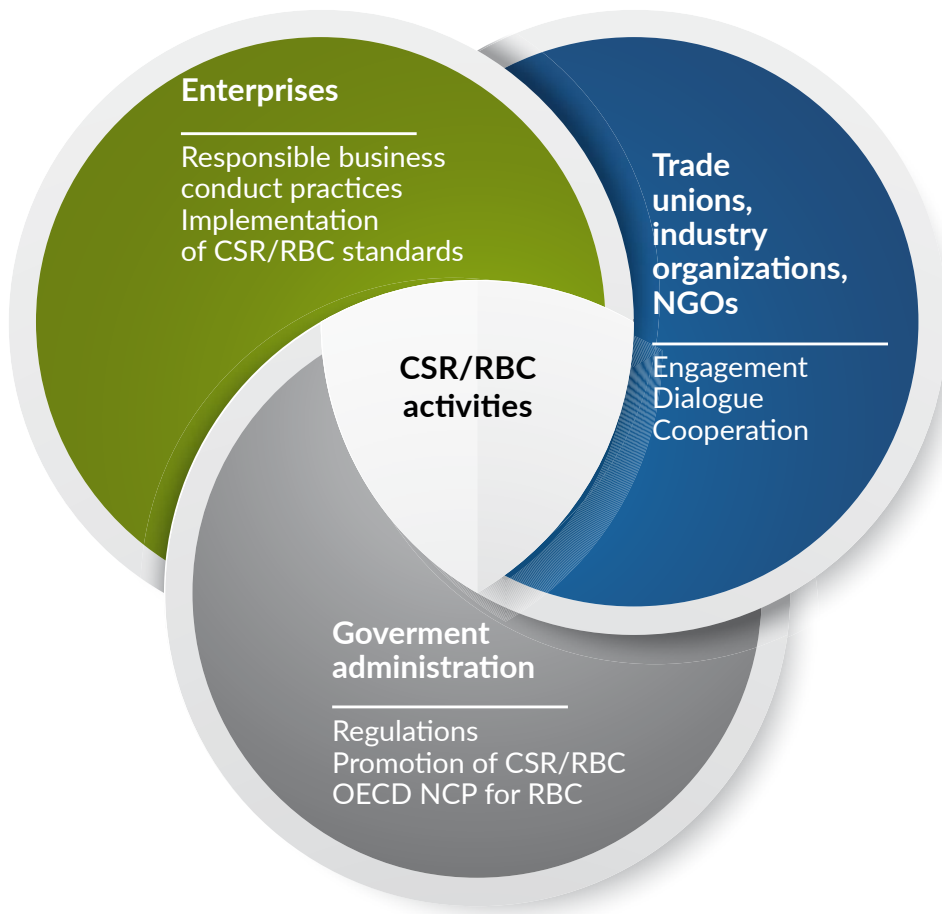 Enterprises
Responsible business
conduct practices
Implementation
of CSR/RBC standards
Trade
unions,
industry
organizations,
NGOs
Engagement
Dialogue
Cooperation
CSR/RBC
activities
Goverment
administration
Regulations
Promotion of CSR/RBC
OECD NCP for RBC